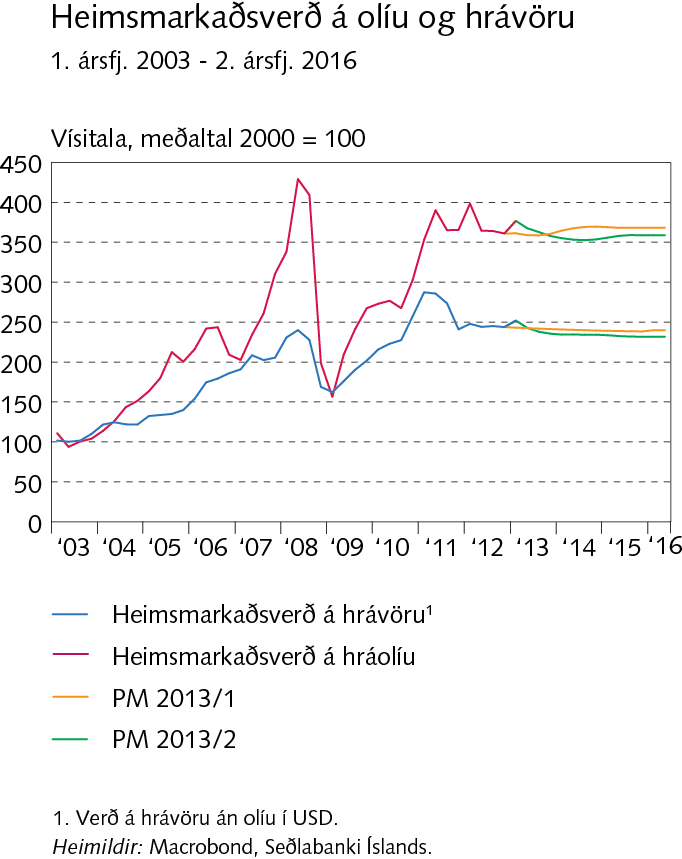 Heimsmarkaðsverð á olíu og hrávöru
1. ársfj. 2003 - 2. ársfj. 2016
Vísitala, meðaltal 2000 = 100
450
400
350
300
250
200
150
100
50
0
‘03 ‘04 ‘05 ‘06 ‘07 ‘08 ‘09 ‘10 ‘11 ‘12 ‘13 ‘14 ‘15 ‘16
Heimsmarkaðsverð á hrávöru¹
Heimsmarkaðsverð á hráolíu
PM 2013/1
PM 2013/2
1. Verð á hrávöru án olíu í USD.
Heimildir: Macrobond, Seðlabanki Íslands.